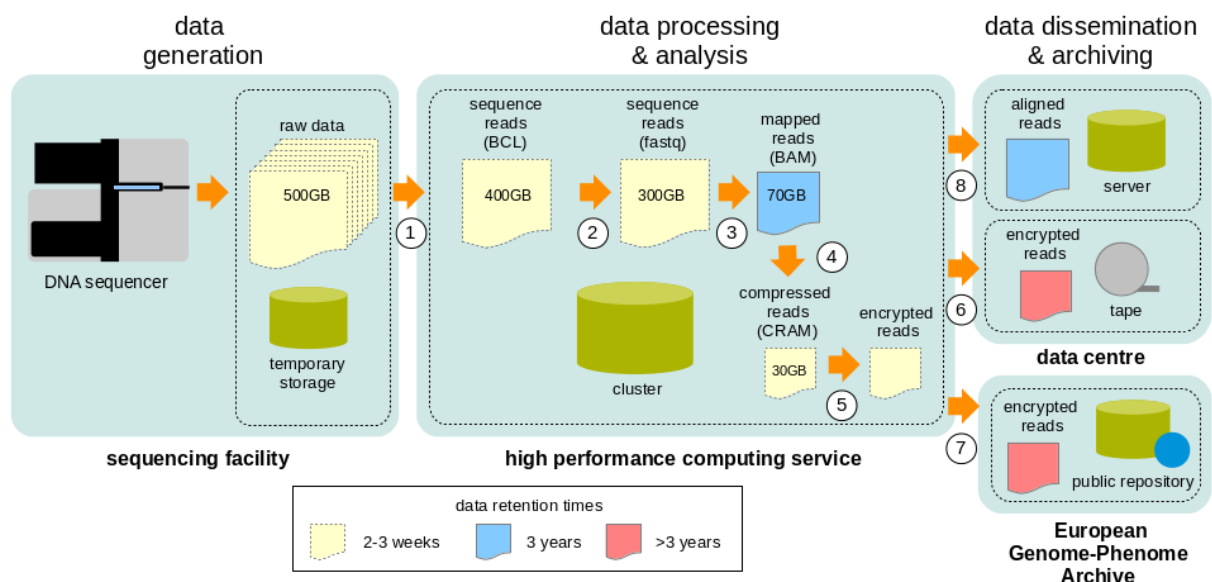 data
generation
data processing
& analysis
data dissemination
& archiving
raw data
500GB
DNA sequencer
temporary
storage
sequencing facility
1
sequence
reads
(BCL)
400GB
2
sequence
reads
(fastq)
300GB
3
mapped
reads
(BAM)
70GB
4
compressed
reads
(CRAM)
30GB
5
encrypted
reads
cluster
high performance computing service
8
aligned
reads
server
6
encrypted
reads
tape
data centre
7
encrypted
reads
public repository
European
Genome-Phenome
Archive
data retention times
2-3 weeks
3 years
>3 years